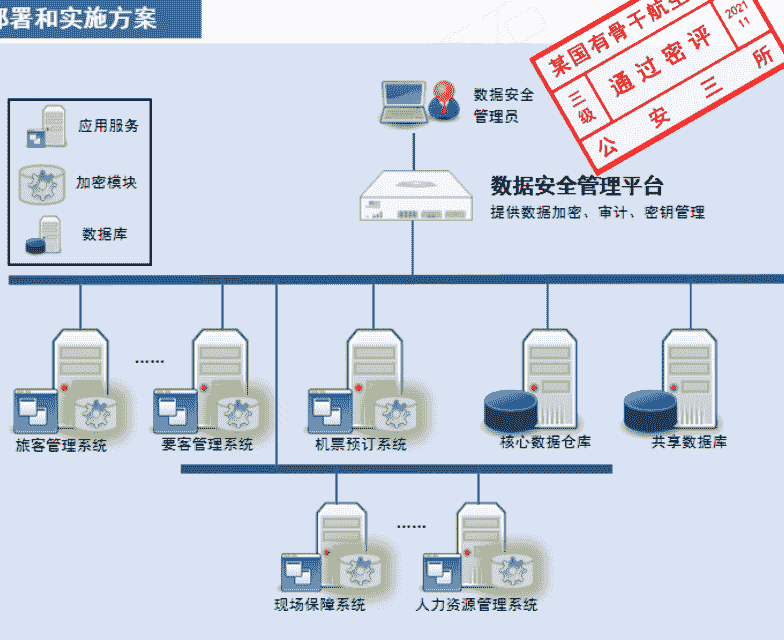 部署和实施方案
某国有骨干航空
三级
通过密评
2021
11
公安三所
数据安全
管理员
应用服务
加密模块
数据库
数据安全管理平台
提供数据加密、审计、密钥管理
……
旅客管理系统
要客管理系统
机票预订系统
核心数据仓库
共享数据库
……
现场保障系统
人力资源管理系统